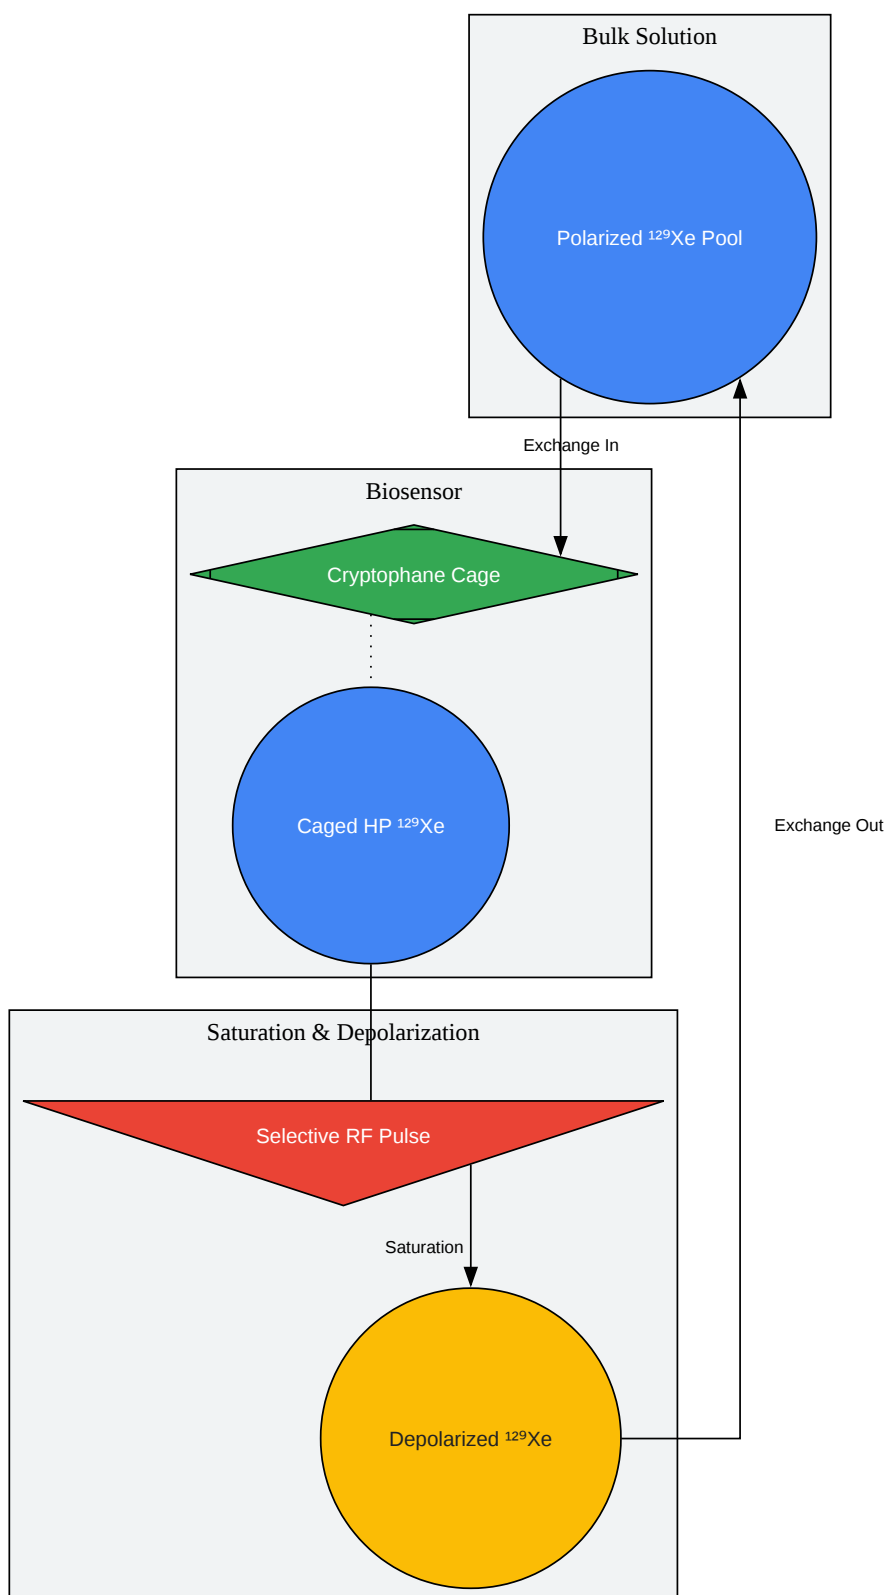 Bulk Solution
Polarized ¹²⁹Xe Pool
Exchange In
Biosensor
Cryptophane Cage
Caged HP ¹²⁹Xe
Exchange Out
Saturation & Depolarization
Selective RF Pulse
Saturation
Depolarized ¹²⁹Xe